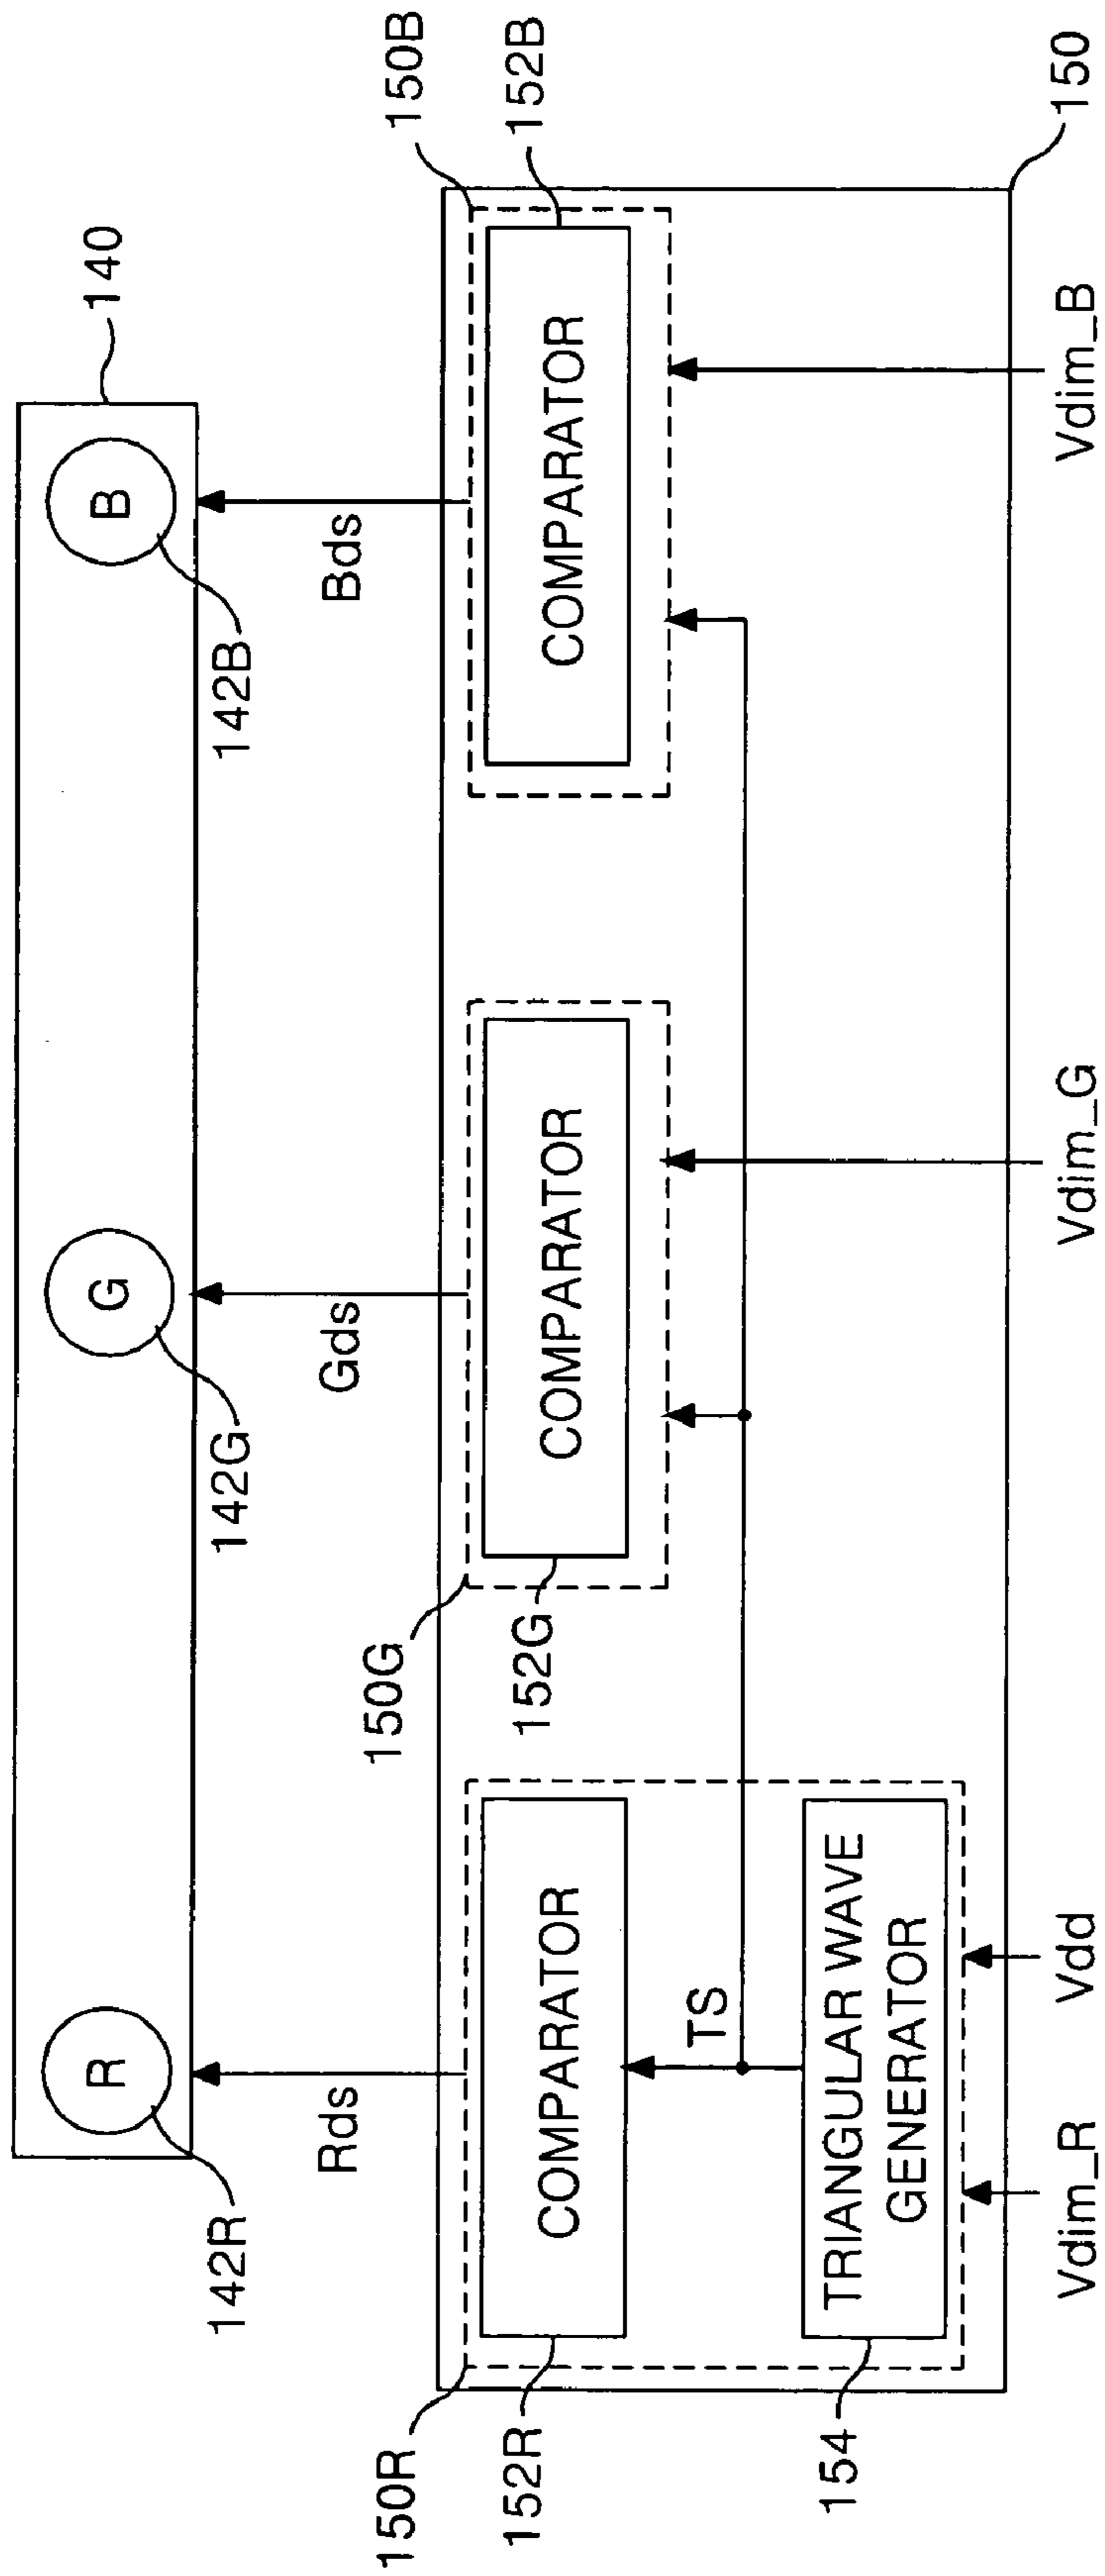 140
R
G
B
142R
142G
142B
Rds
Gds
Bds
150R
150G
150B
152R
COMPARATOR
152G
COMPARATOR
COMPARATOR
152B
TS
154
TRIANGULAR WAVE
GENERATOR
150
Vdim_R
Vdd
Vdim_G
Vdim_B